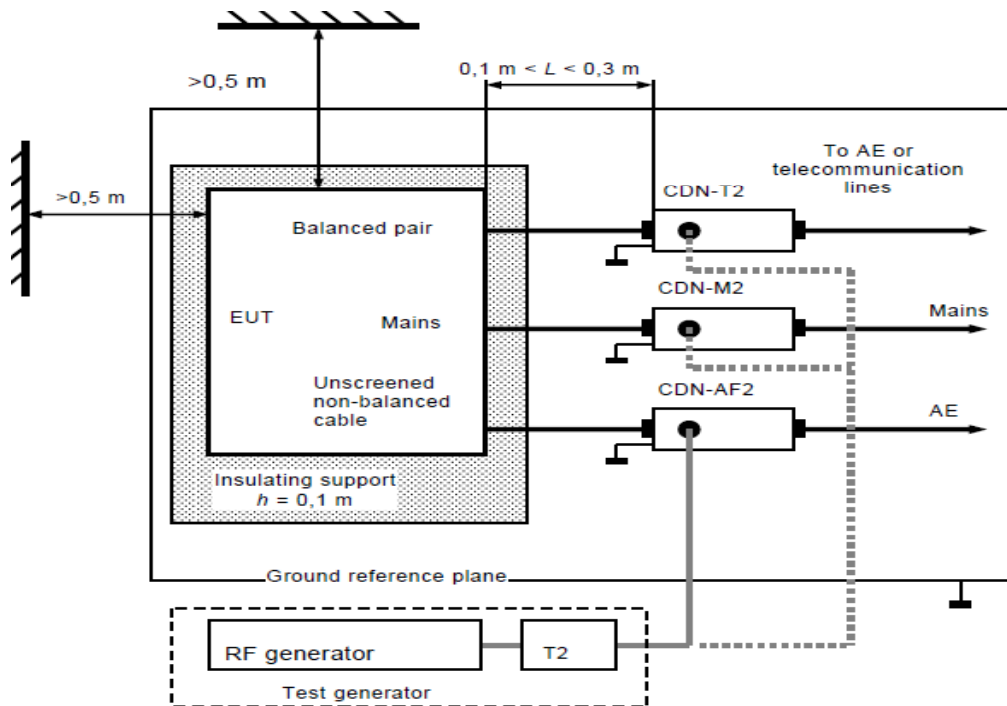 >0,5 m
0,1 m < L < 0,3 m
>0,5 m
To AE or
telecommunication
lines
CDN-T2
Balanced pair
CDN-M2
EUT
Mains
Mains
Unscreened
non-balanced
cable
CDN-AF2
AE
Insulating support
h = 0,1 m
Ground reference plane
RF generator
T2
Test generator